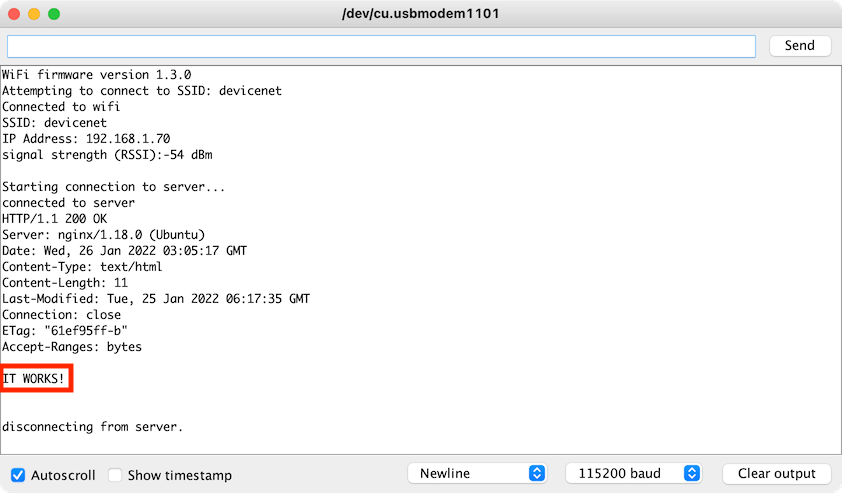 /dev/cu.usbmodem1101
Send
WiFi firmware version 1.3.0
Attempting to connect to SSID: devicenet
Connected to wifi
SSID: devicenet
IP Address: 192.168.1.70
signal strength (RSSI):-54 dBm
Starting connection to server...
connected to server
HTTP/1.1 200 OK
Server: nginx/1.18.0 (Ubuntu)
Date: Wed, 26 Jan 2022 03:05:17 GMT
Content-Type: text/html
Content-Length: 11
Last-Modified: Tue, 25 Jan 2022 06:17:35 GMT
Connection: close
ETag: "61ef95ff-b"
Accept-Ranges: bytes
IT WORKS!
disconnecting from server.
Autoscroll Show timestamp Newline 115200 baud Clear output